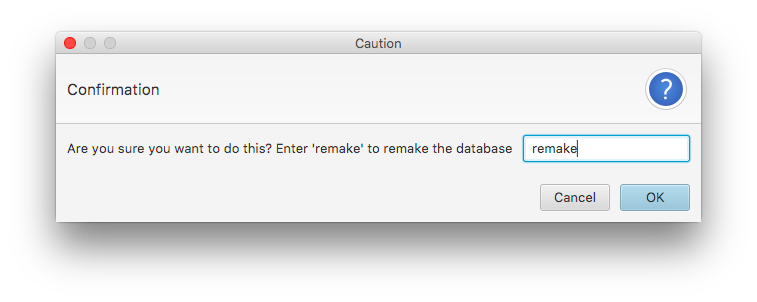 Caution
Confirmation
?
Are you sure you want to do this? Enter 'remake' to remake the database
remake
Cancel
OK